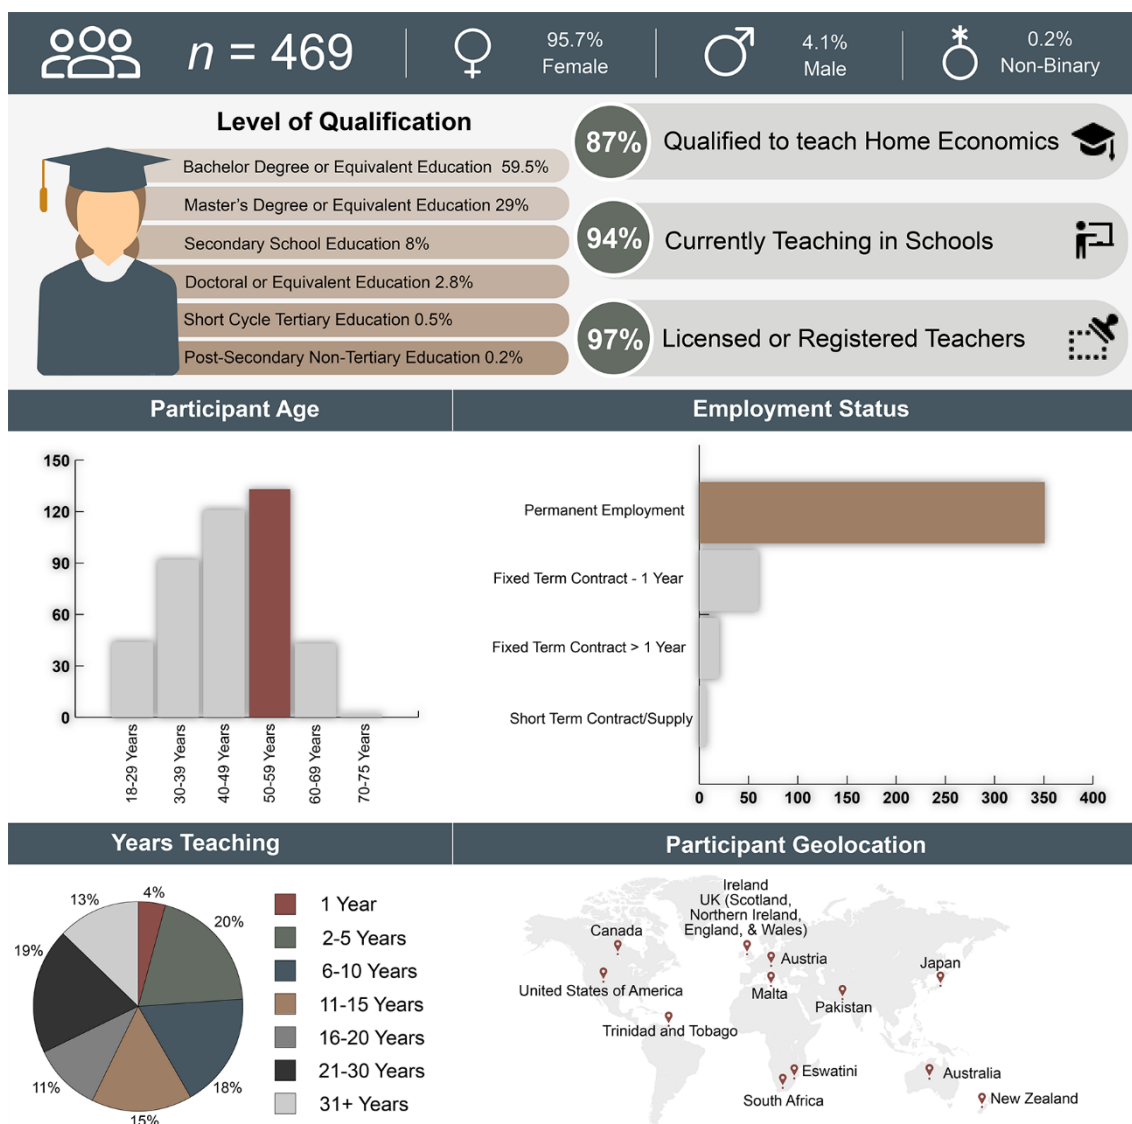 n = 469
95.7%
Female
4.1%
Male
0.2%
Non-Binary
Level of Qualification
Bachelor Degree or Equivalent Education 59.5%
Master's Degree or Equivalent Education 29%
Secondary School Education 8%
Doctoral or Equivalent Education 2.8%
Short Cycle Tertiary Education 0.5%
Post-Secondary Non-Tertiary Education 0.2%
87% Qualified to teach Home Economics
94% Currently Teaching in Schools
97% Licensed or Registered Teachers
Participant Age
150
120
90
60
30
0
18-29 Years
30-39 Years
40-49 Years
50-59 Years
60-69 Years
70-75 Years
Employment Status
Permanent Employment
Fixed Term Contract - 1 Year
Fixed Term Contract > 1 Year
Short Term Contract/Supply
0 50 100 150 200 250 300 350 400
Years Teaching
4%
20%
18%
15%
11%
19%
13%
1 Year
2-5 Years
6-10 Years
11-15 Years
16-20 Years
21-30 Years
31+ Years
Participant Geolocation
Ireland
UK (Scotland,
Northern Ireland,
England, & Wales)
Canada
Austria
Japan
United States of America
Malta
Pakistan
Trinidad and Tobago
Eswatini
Australia
South Africa
New Zealand